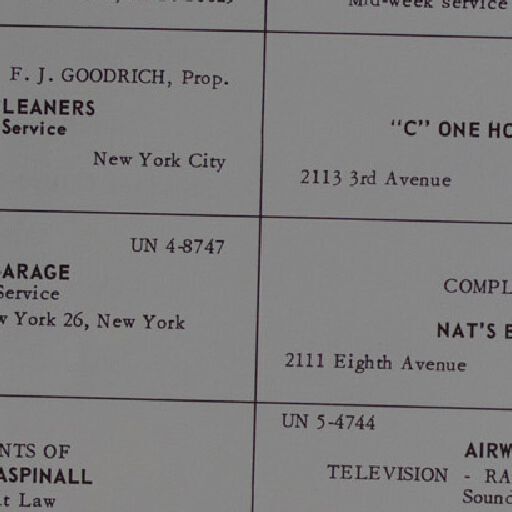 Mid-week service
F. J. GOODRICH, Prop.
LEANERS
Service
New York City
"C" ONE HO
2113 3rd Avenue
UN 4-8747
ARAGE
Service
w York 26, New York
COMPL
NAT'S E
2111 Eighth Avenue
NTS OF
ASPINALL
t Law
UN 5-4744
AIRW
TELEVISION - RA
Sound